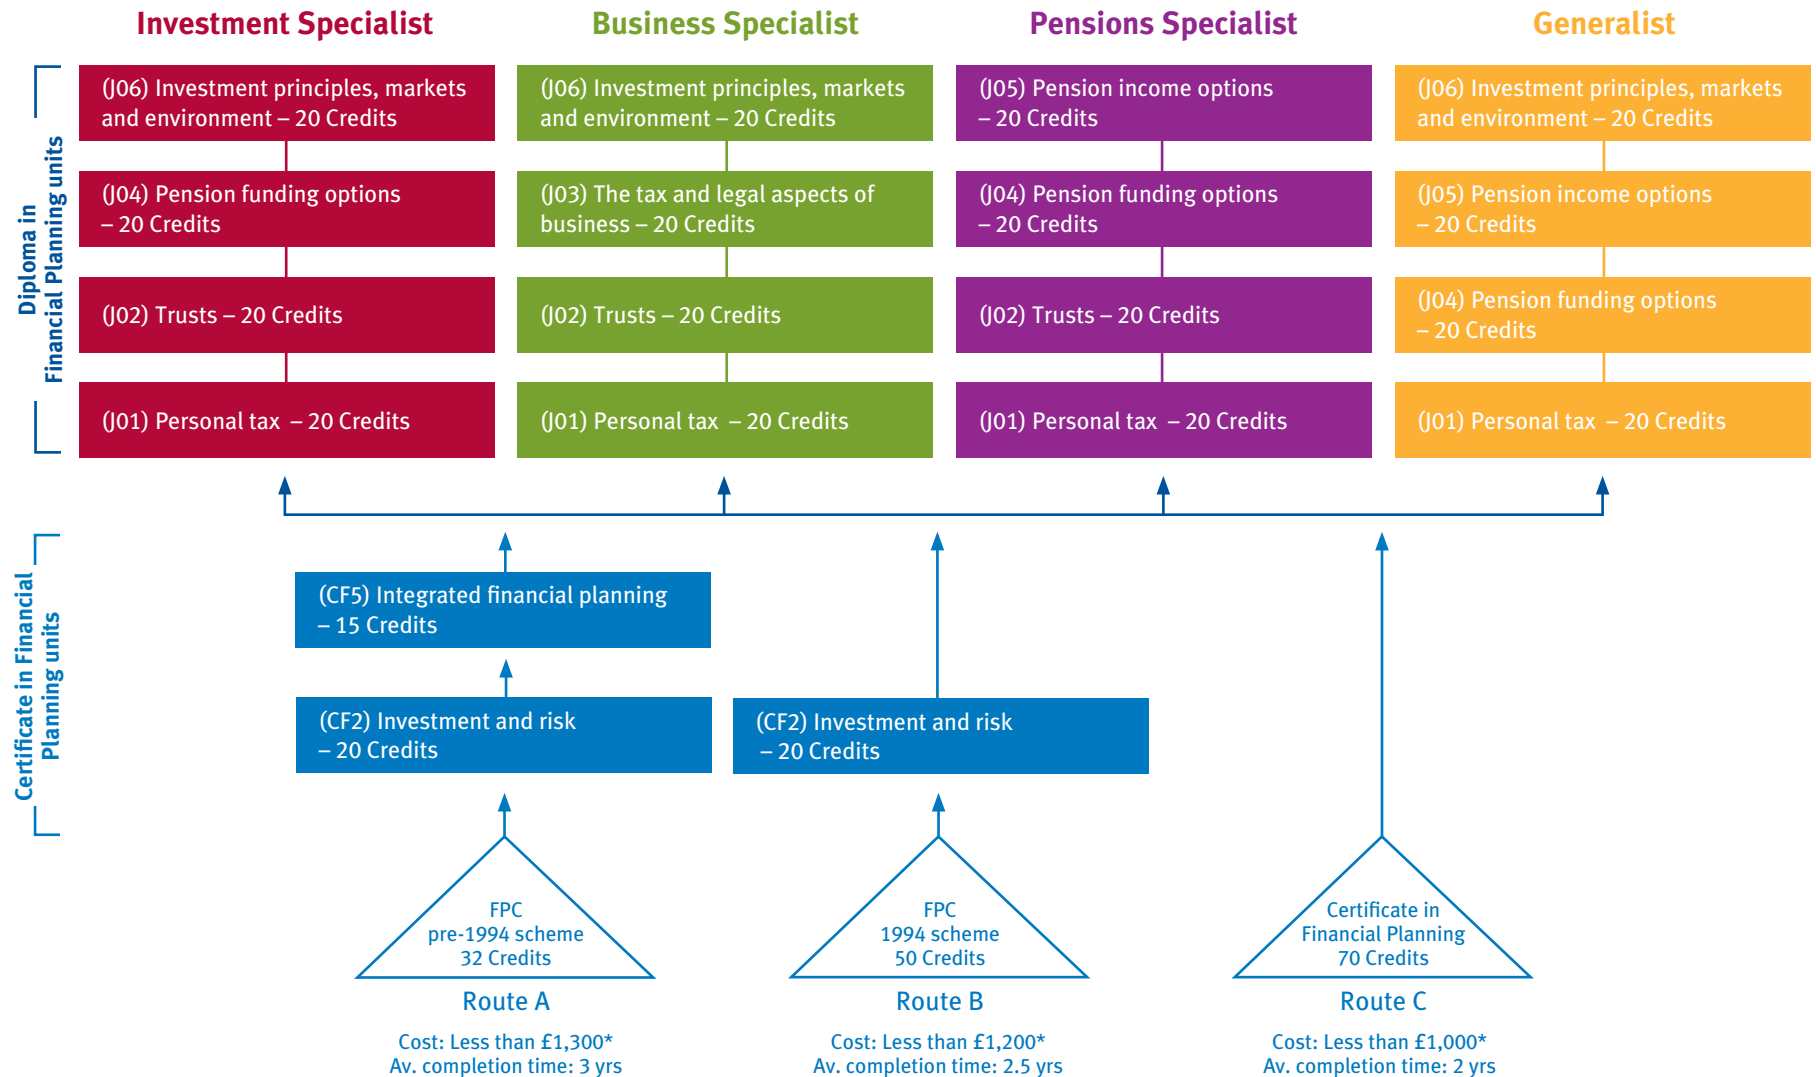 Investment Specialist
Business Specialist
Pensions Specialist
Generalist
Diploma in
Financial Planning units
(J06) Investment principles, markets
and environment – 20 Credits
(J04) Pension funding options
– 20 Credits
(J02) Trusts – 20 Credits
(J01) Personal tax – 20 Credits
(J06) Investment principles, markets
and environment – 20 Credits
(J03) The tax and legal aspects of
business – 20 Credits
(J02) Trusts – 20 Credits
(J01) Personal tax – 20 Credits
(J05) Pension income options
– 20 Credits
(J04) Pension funding options
– 20 Credits
(J02) Trusts – 20 Credits
(J01) Personal tax – 20 Credits
(J06) Investment principles, markets
and environment – 20 Credits
(J05) Pension income options
– 20 Credits
(J04) Pension funding options
– 20 Credits
(J01) Personal tax – 20 Credits
Certificate in Financial
Planning units
(CF5) Integrated financial planning
– 15 Credits
(CF2) Investment and risk
– 20 Credits
(CF2) Investment and risk
– 20 Credits
FPC
pre-1994 scheme
32 Credits
Route A
Cost: Less than £1,300*
Av. completion time: 3 yrs
FPC
1994 scheme
50 Credits
Route B
Cost: Less than £1,200*
Av. completion time: 2.5 yrs
Certificate in
Financial Planning
70 Credits
Route C
Cost: Less than £1,000*
Av. completion time: 2 yrs